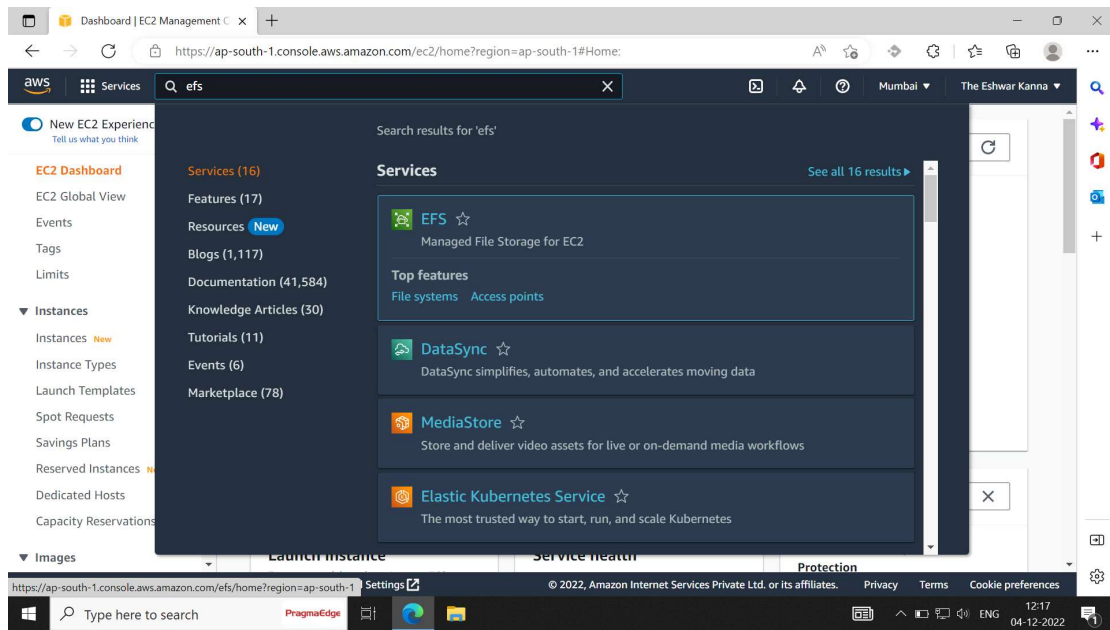 Dashboard | EC2 Management C
https://ap-south-1.console.aws.amazon.com/ec2/home?region=ap-south-1#Home:
aws
Services
efs
Mumbai ▼
The Eshwar Kanna ▼
New EC2 Experienc
Tell us what you think
EC2 Dashboard
EC2 Global View
Events
Tags
Limits
▼ Instances
Instances New
Instance Types
Launch Templates
Spot Requests
Savings Plans
Reserved Instances
Dedicated Hosts
Capacity Reservations
▼ Images
Services (16)
Features (17)
Resources New
Blogs (1,117)
Documentation (41,584)
Knowledge Articles (30)
Tutorials (11)
Events (6)
Marketplace (78)
Search results for 'efs'
Services
See all 16 results ▶
EFS
Managed File Storage for EC2
Top features
File systems Access points
DataSync
DataSync simplifies, automates, and accelerates moving data
MediaStore
Store and deliver video assets for live or on-demand media workflows
Elastic Kubernetes Service
The most trusted way to start, run, and scale Kubernetes
Launch instance
Service health
Protection
https://ap-south-1.console.aws.amazon.com/efs/home?region=ap-south-1
Settings
© 2022, Amazon Internet Services Private Ltd. or its affiliates.
Privacy
Terms
Cookie preferences
Type here to search
PragmaEdge
ENG
12:17
04-12-2022